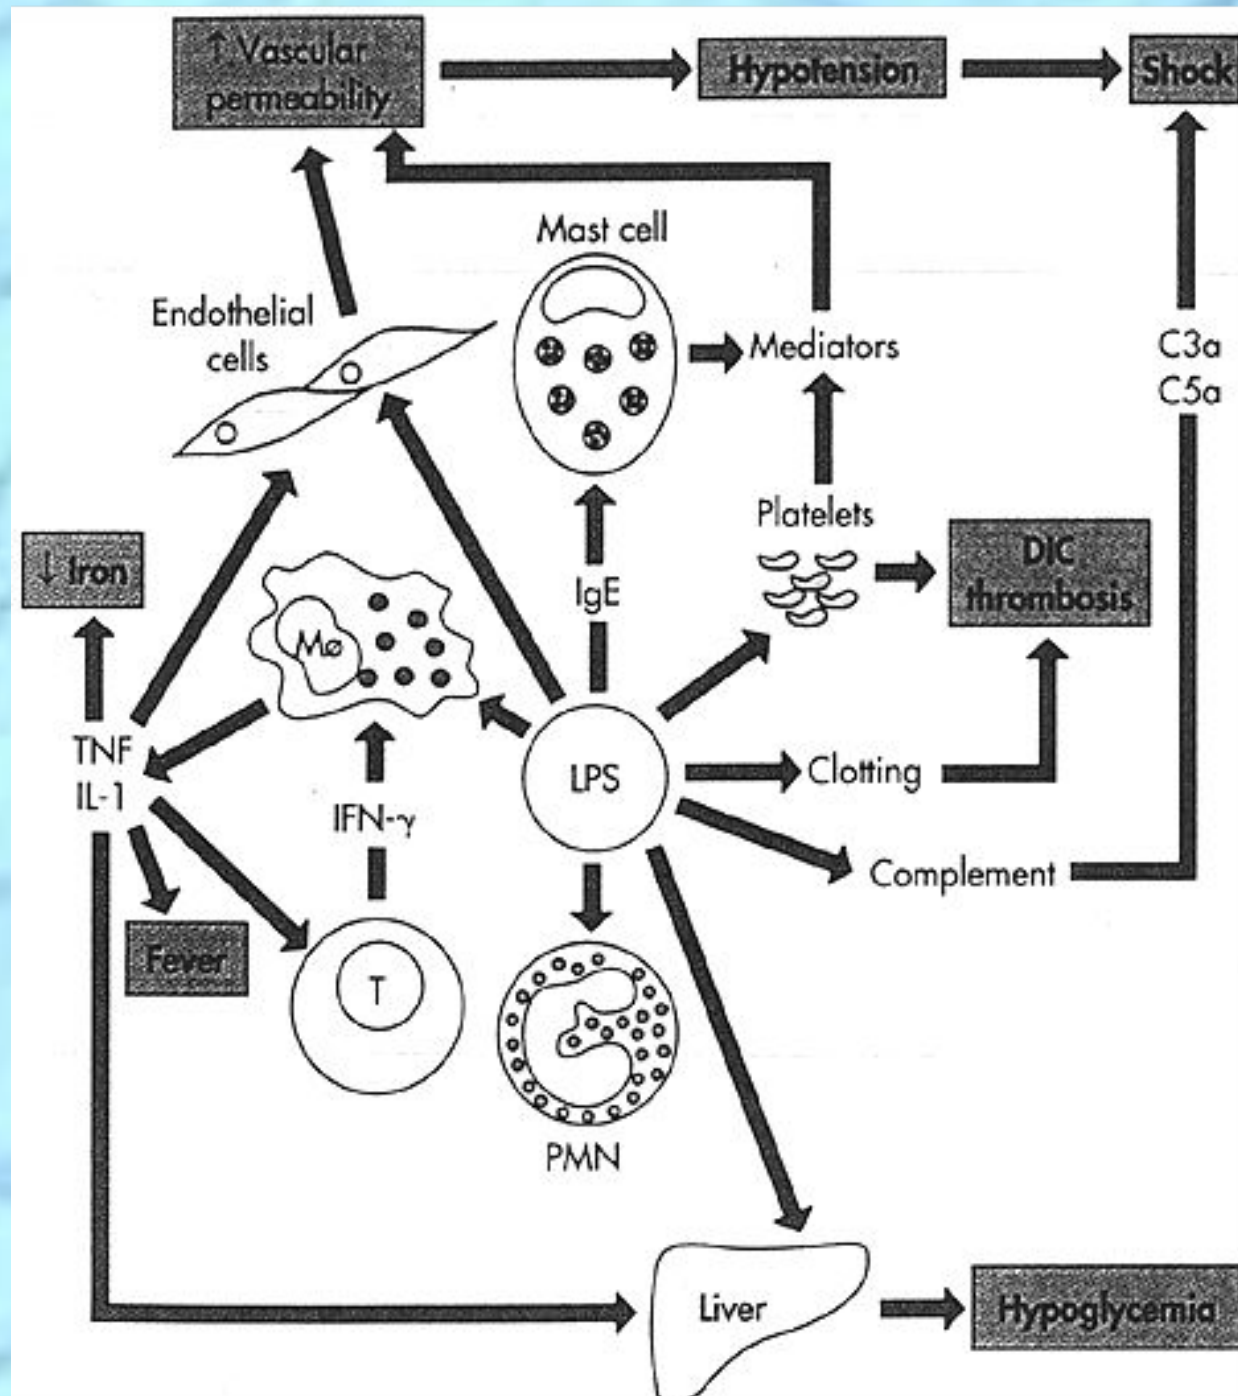 ↑ Vascular
permeability
Hypotension
Shock
Mast cell
Endothelial
cells
Mediators
C3a
C5a
Platelets
↓ Iron
DIC
thrombosis
IgE
Mø
TNF
IL-1
LPS
Clotting
IFN-γ
Complement
Fever
T
PMN
Liver
Hypoglycemia